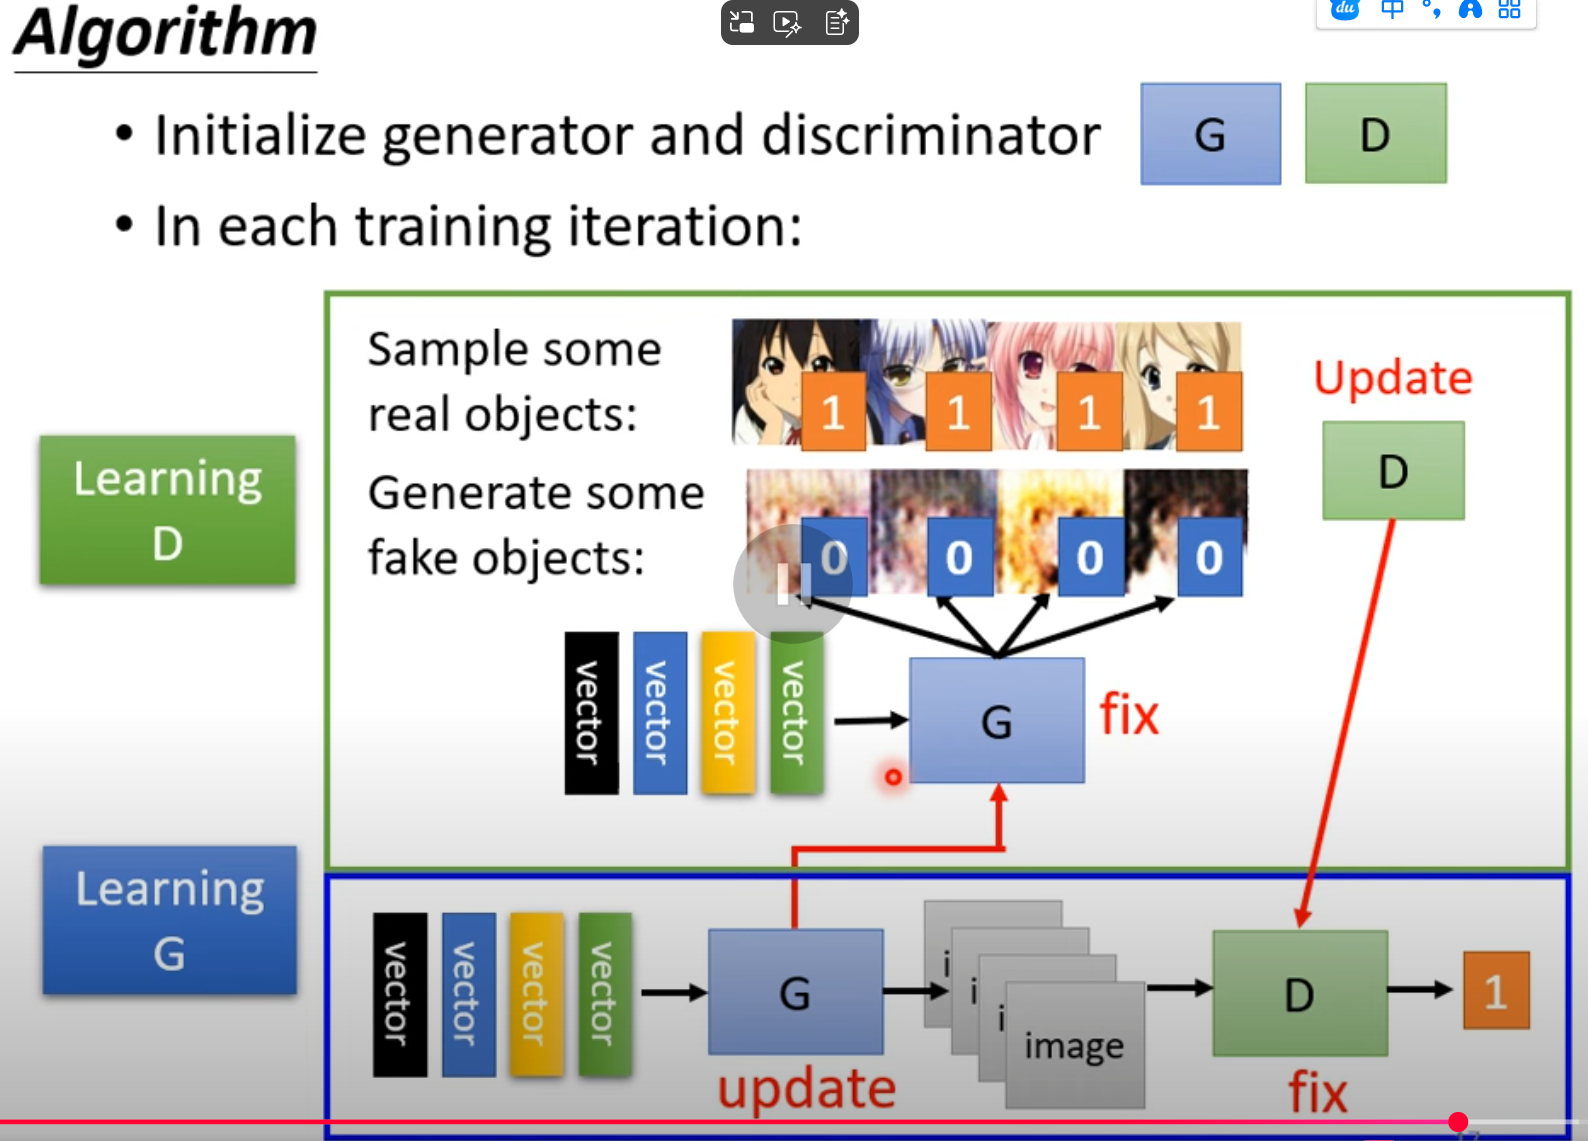 du 中
Algorithm
• Initialize generator and discriminator
G
D
• In each training iteration:
Learning
D
Sample some
real objects:
1
1
1
1
Update
D
Generate some
fake objects:
0
0
0
0
vector
vector
vector
vector
G
fix
Learning
G
vector
vector
vector
vector
G
update
i
i
i
image
D
fix
1